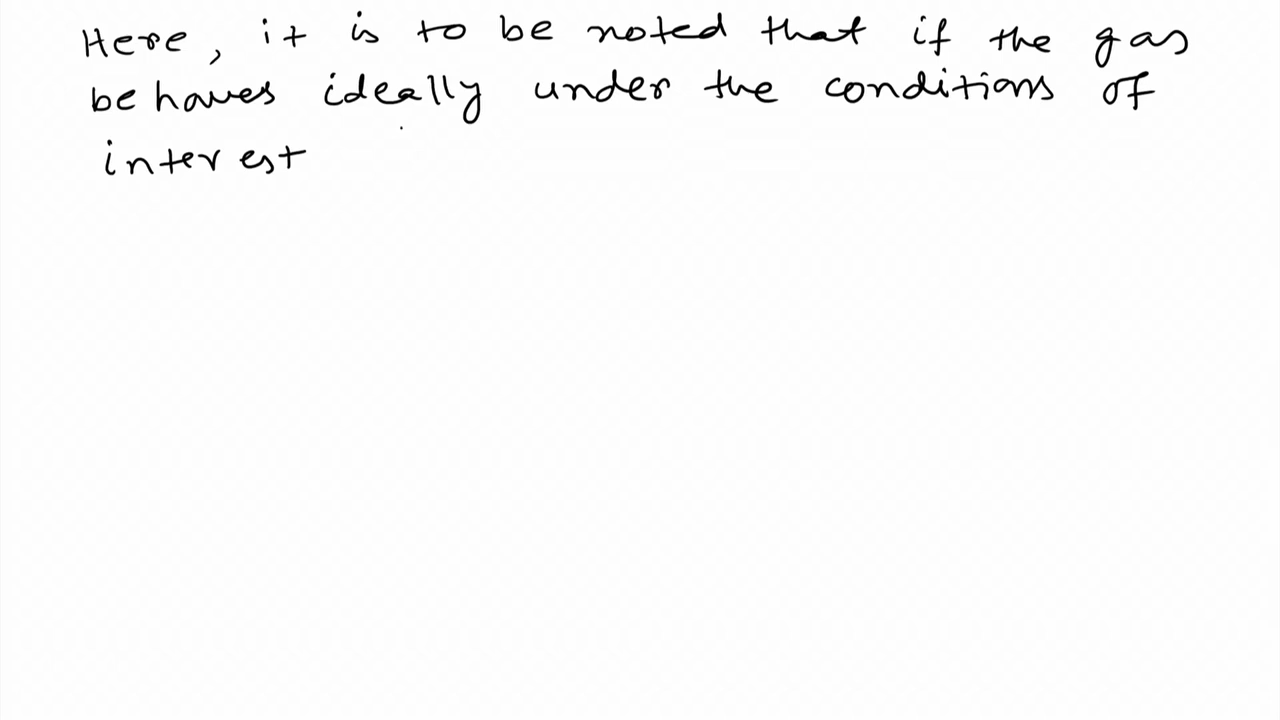 Here, it is to be noted that if the gas
behaves ideally under the conditions of
interest